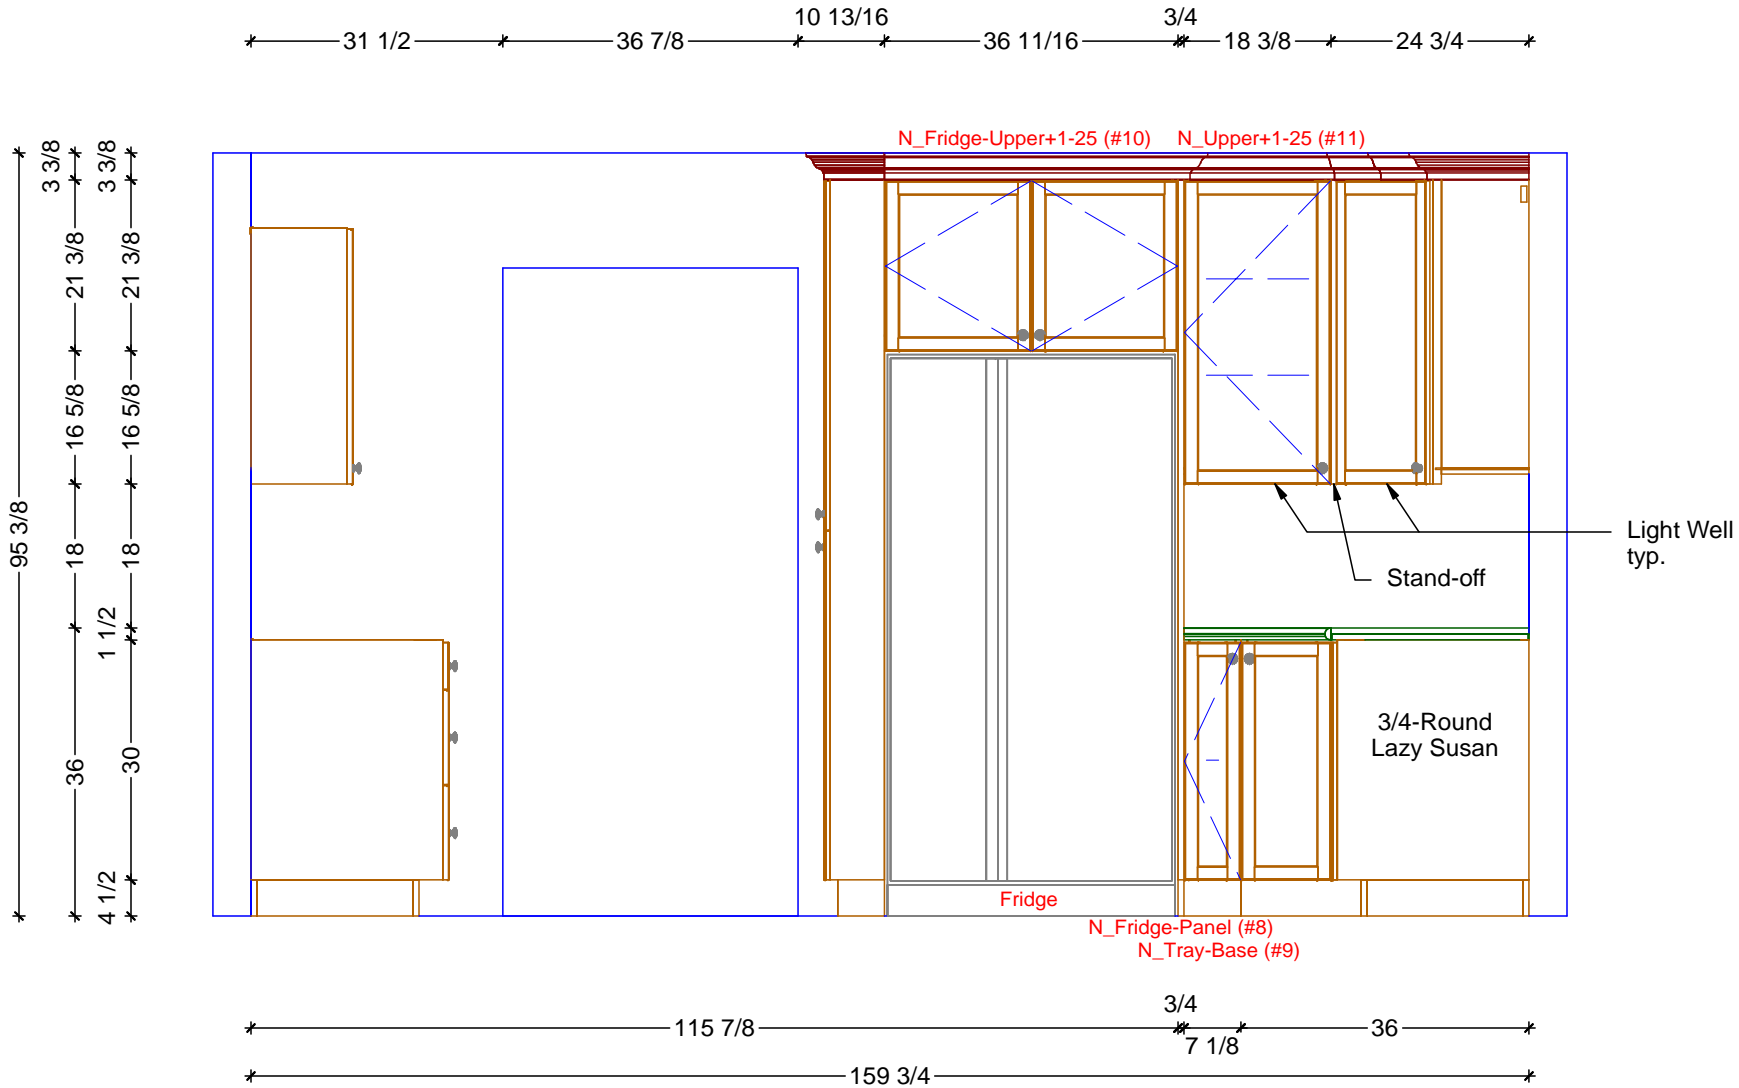 10 13/16
3/4
31 1/2
36 7/8
36 11/16
18 3/8
24 3/4
N_Fridge-Upper+1-25 (#10)
N_Upper+1-25 (#11)
95 3/8
3 3/8
21 3/8
16 5/8
18
36
3 3/8
21 3/8
16 5/8
18
1 1/2
30
4 1/2
Light Well
typ.
Stand-off
3/4-Round
Lazy Susan
Fridge
N_Fridge-Panel (#8)
N_Tray-Base (#9)
3/4
115 7/8
36
7 1/8
159 3/4